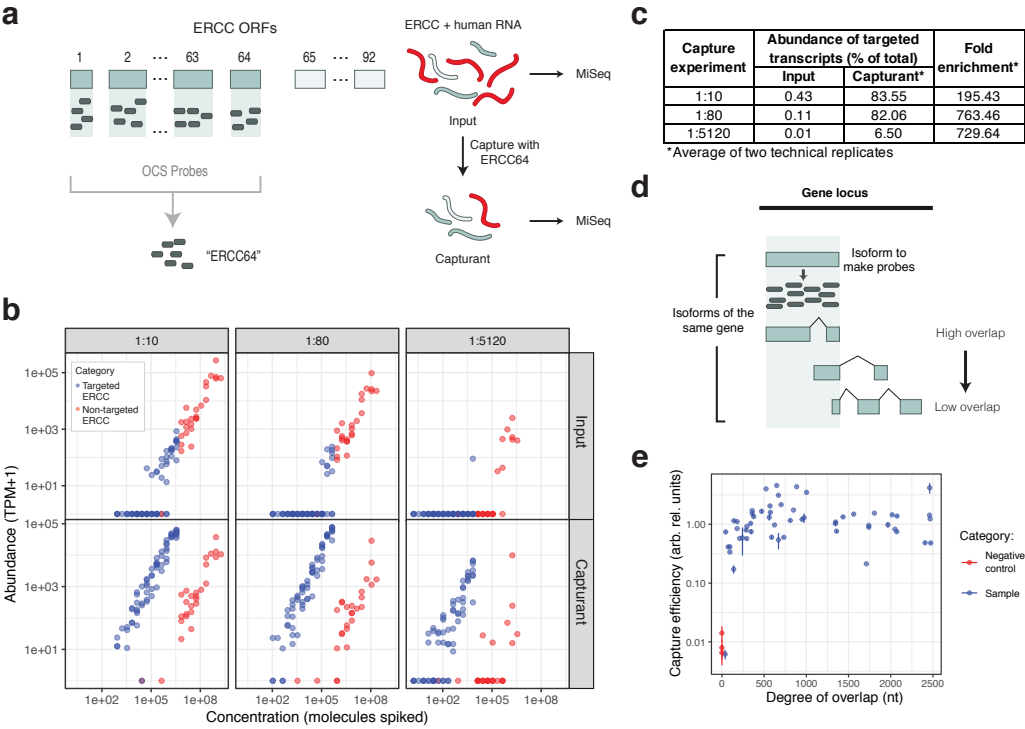 a
ERCC ORFs
1 2 ... 63 64 65 ... 92
... ... ...
...
OCS Probes
"ERCC64"
ERCC + human RNA
MiSeq
Input
Capture with
ERCC64
MiSeq
Capturant
b
1:10 1:80 1:5120
Category
Targeted
ERCC
Non-targeted
ERCC
Input
Capturant
Abundance (TPM+1)
1e+05
1e+03
1e+01
1e+05
1e+03
1e+01
1e+02 1e+05 1e+08 1e+02 1e+05 1e+08 1e+02 1e+05 1e+08
Concentration (molecules spiked)
c
Capture
experiment
Abundance of targeted
transcripts (% of total)
Fold
enrichment*
Input Capturant*
1:10 0.43 83.55 195.43
1:80 0.11 82.06 763.46
1:5120 0.01 6.50 729.64
*Average of two technical replicates
d
Gene locus
Isoform to
make probes
Isoforms of the
same gene
High overlap
Low overlap
e
Capture efficiency (arb. rel. units)
1.00
0.10
0.01
0 500 1000 1500 2000 2500
Degree of overlap (nt)
Category:
Negative
control
Sample